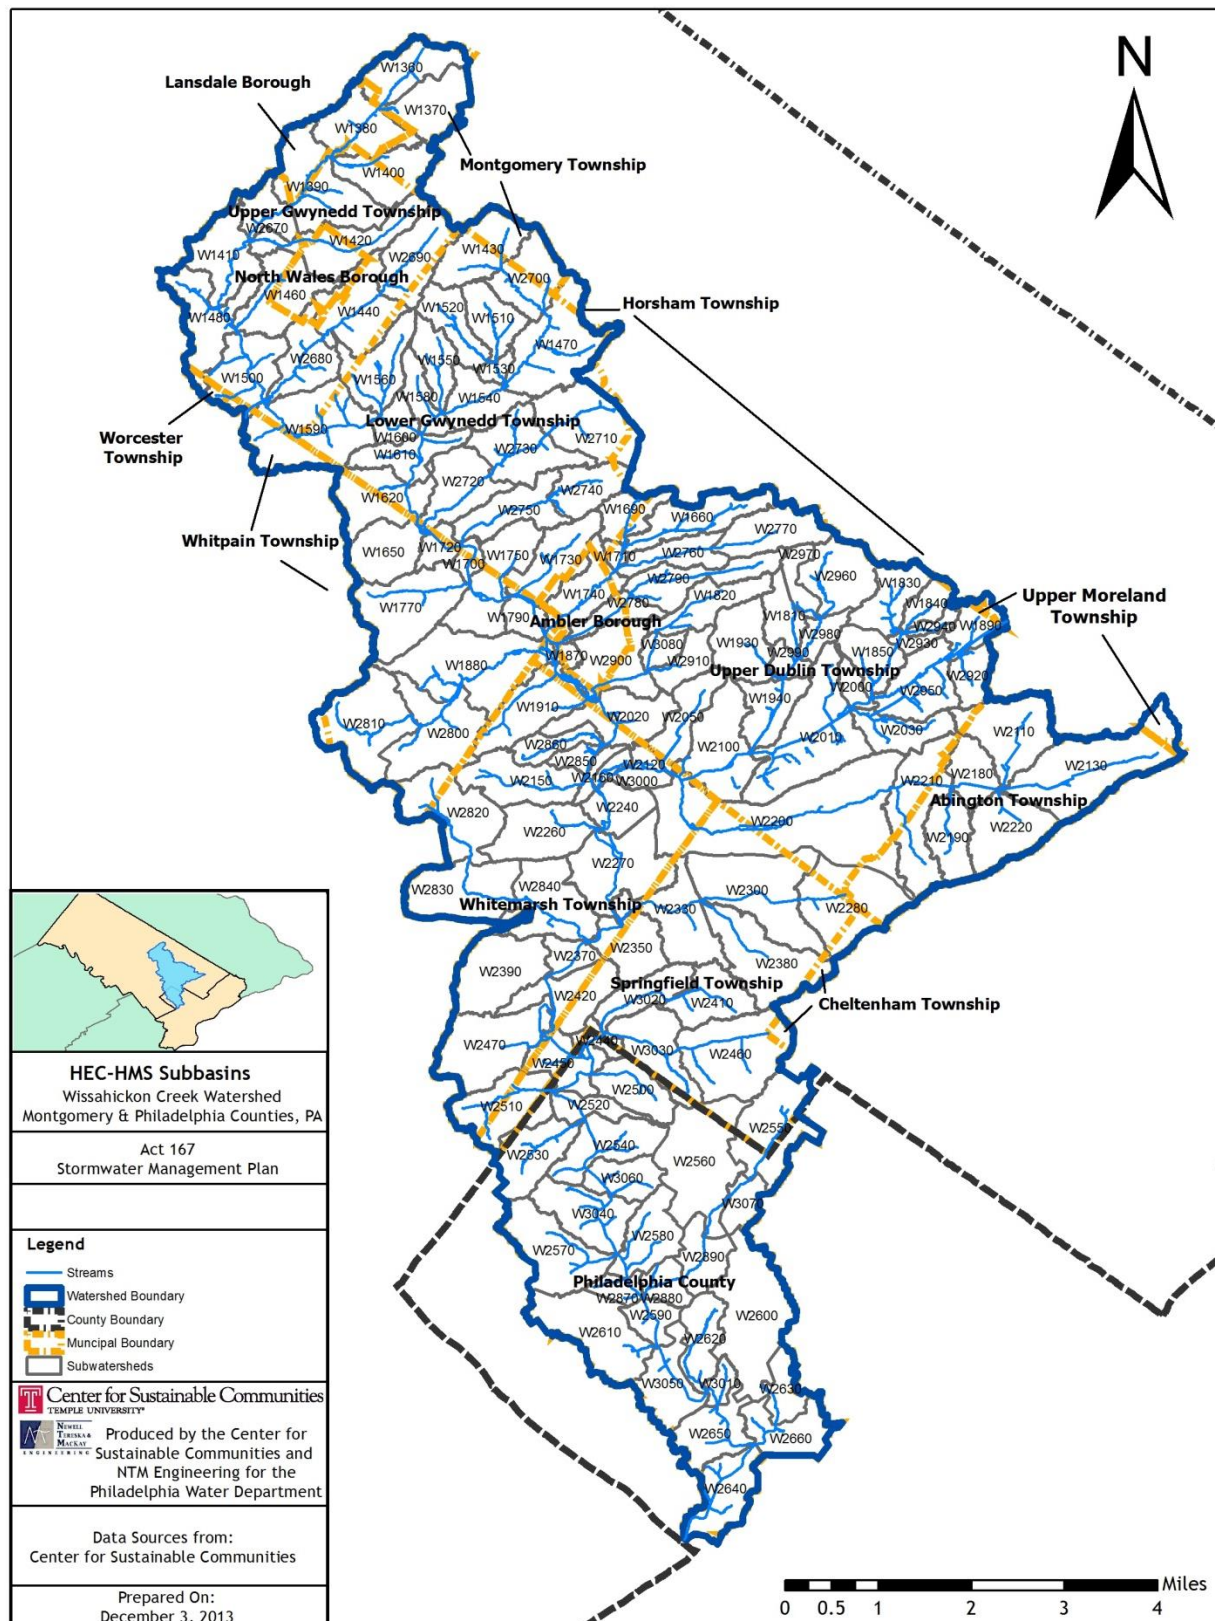 N
W1360
Lansdale Borough
W1370
W1380
Montgomery Township
W1400
W1390
Upper Gwynedd Township
W2670
W1420
W1410
W2690
W1430
North Wales Borough
W2700
W1460
W1440
W1520
Horsham Township
W1480
W1510
W1470
W2680
W1550
W1530
W1500
W1560
W1580
W1540
Worcester
Township
W1590
Lower Gwynedd Township
W1600
W1610
W2730
W2710
W2720
W1620
W2740
W2750
W1690
W1660
W2770
Whitpain Township
W1650
W1720
W1700
W1750
W1730
W1710
W2760
W2970
W2790
W2960
W1830
W1770
W1740
W2780
W1820
W1840
Upper Moreland
Township
W1790
Ambler Borough
W1810
W2940
W1890
W1930
W2980
W2930
W3080
W1870
W2900
W2910
W2990
W1850
W1880
Upper Dublin Township
W2920
W2000
W2950
W1910
W1940
W2810
W2800
W2020
W2050
W2030
W2110
W2860
W2100
W2010
W2850
W2120
W2130
W2150
W2160
W3000
W2210
W2180
Abington Township
W2820
W2240
W2200
W2220
W2260
W2190
W2270
W2830
W2840
W2300
Whitemarsh Township
W2330
W2280
W2350
W2370
W2380
W2390
Springfield Township
W2420
W3020
W2410
Cheltenham Township
W2470
W2440
W3030
W2460
W2450
W2500
W2510
W2520
W2550
W2530
W2540
W2560
W3060
W3070
W3040
W2580
W2570
W2890
Philadelphia County
W2870
W2880
W2590
W2600
W2610
W2620
W3050
W3010
W2630
W2650
W2660
W2640
HEC-HMS Subbasins
Wissahickon Creek Watershed
Montgomery & Philadelphia Counties, PA
Act 167
Stormwater Management Plan
Legend
Streams
Watershed Boundary
County Boundary
Muncipal Boundary
Subwatersheds
Center for Sustainable Communities
TEMPLE UNIVERSITY®
NEWELL
TERESKA &
MACKAY
ENGINEERING
Produced by the Center for
Sustainable Communities and
NTM Engineering for the
Philadelphia Water Department
Data Sources from:
Center for Sustainable Communities
Prepared On:
December 3, 2013
Miles
0 0.5 1 2 3 4